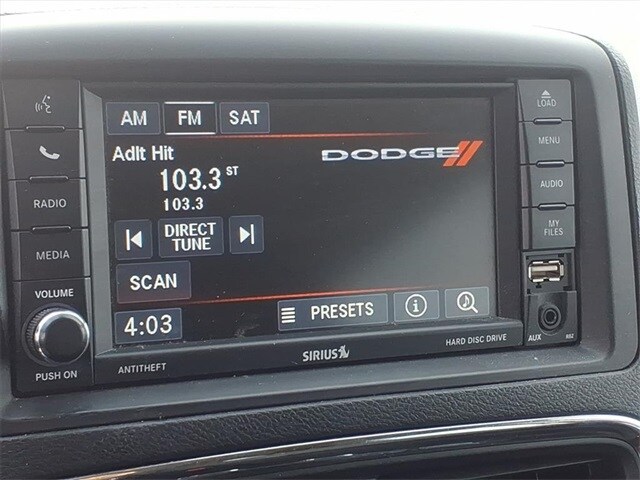 AM FM SAT
Adlt Hit
103.3 ST
103.3
DODGE
DIRECT
TUNE
SCAN
PRESETS
4:03
RADIO
MEDIA
VOLUME
PUSH ON
ANTITHEFT
SIRIUS
HARD DISC DRIVE
LOAD
MENU
AUDIO
MY
FILES
AUX